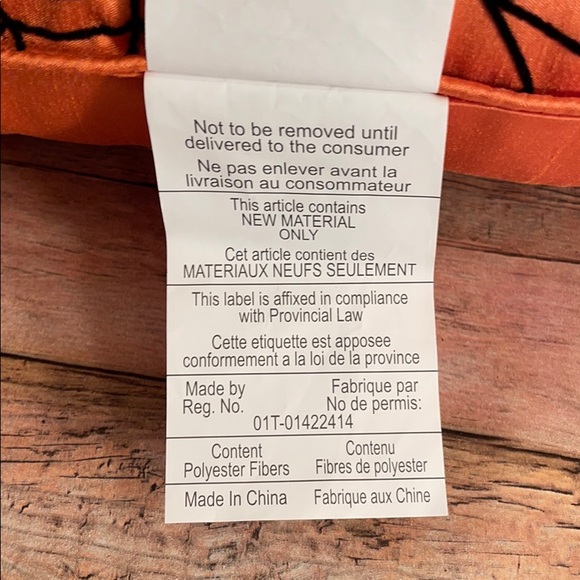 Not to be removed until
delivered to the consumer
Ne pas enlever avant la
livraison au consommateur
This article contains
NEW MATERIAL
ONLY
Cet article contient des
MATERIAUX NEUFS SEULEMENT
This label is affixed in compliance
with Provincial Law
Cette etiquette est apposee
conformement a la loi de la province
Made by Fabrique par
Reg. No. No de permis:
01T-01422414
Content Contenu
Polyester Fibers Fibres de polyester
Made In China Fabrique aux Chine